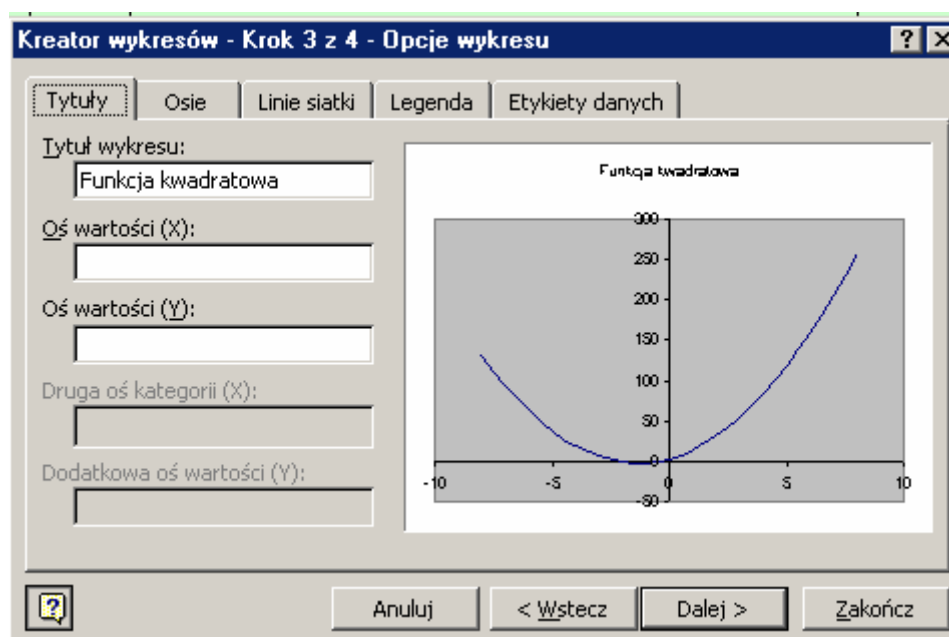 Kreator wykresów - Krok 3 z 4 - Opcje wykresu
Tytuły Osie Linie siatki Legenda Etykiety danych
Tytuł wykresu:
Funkcja kwadratowa
Oś wartości (X):
Oś wartości (Y):
Druga oś kategorii (X):
Dodatkowa oś wartości (Y):
Funkcja kwadratowa
300
250
200
150
100
50
0
-50
-10 -5 0 5 10
Anuluj < Wstecz Dalej > Zakończ